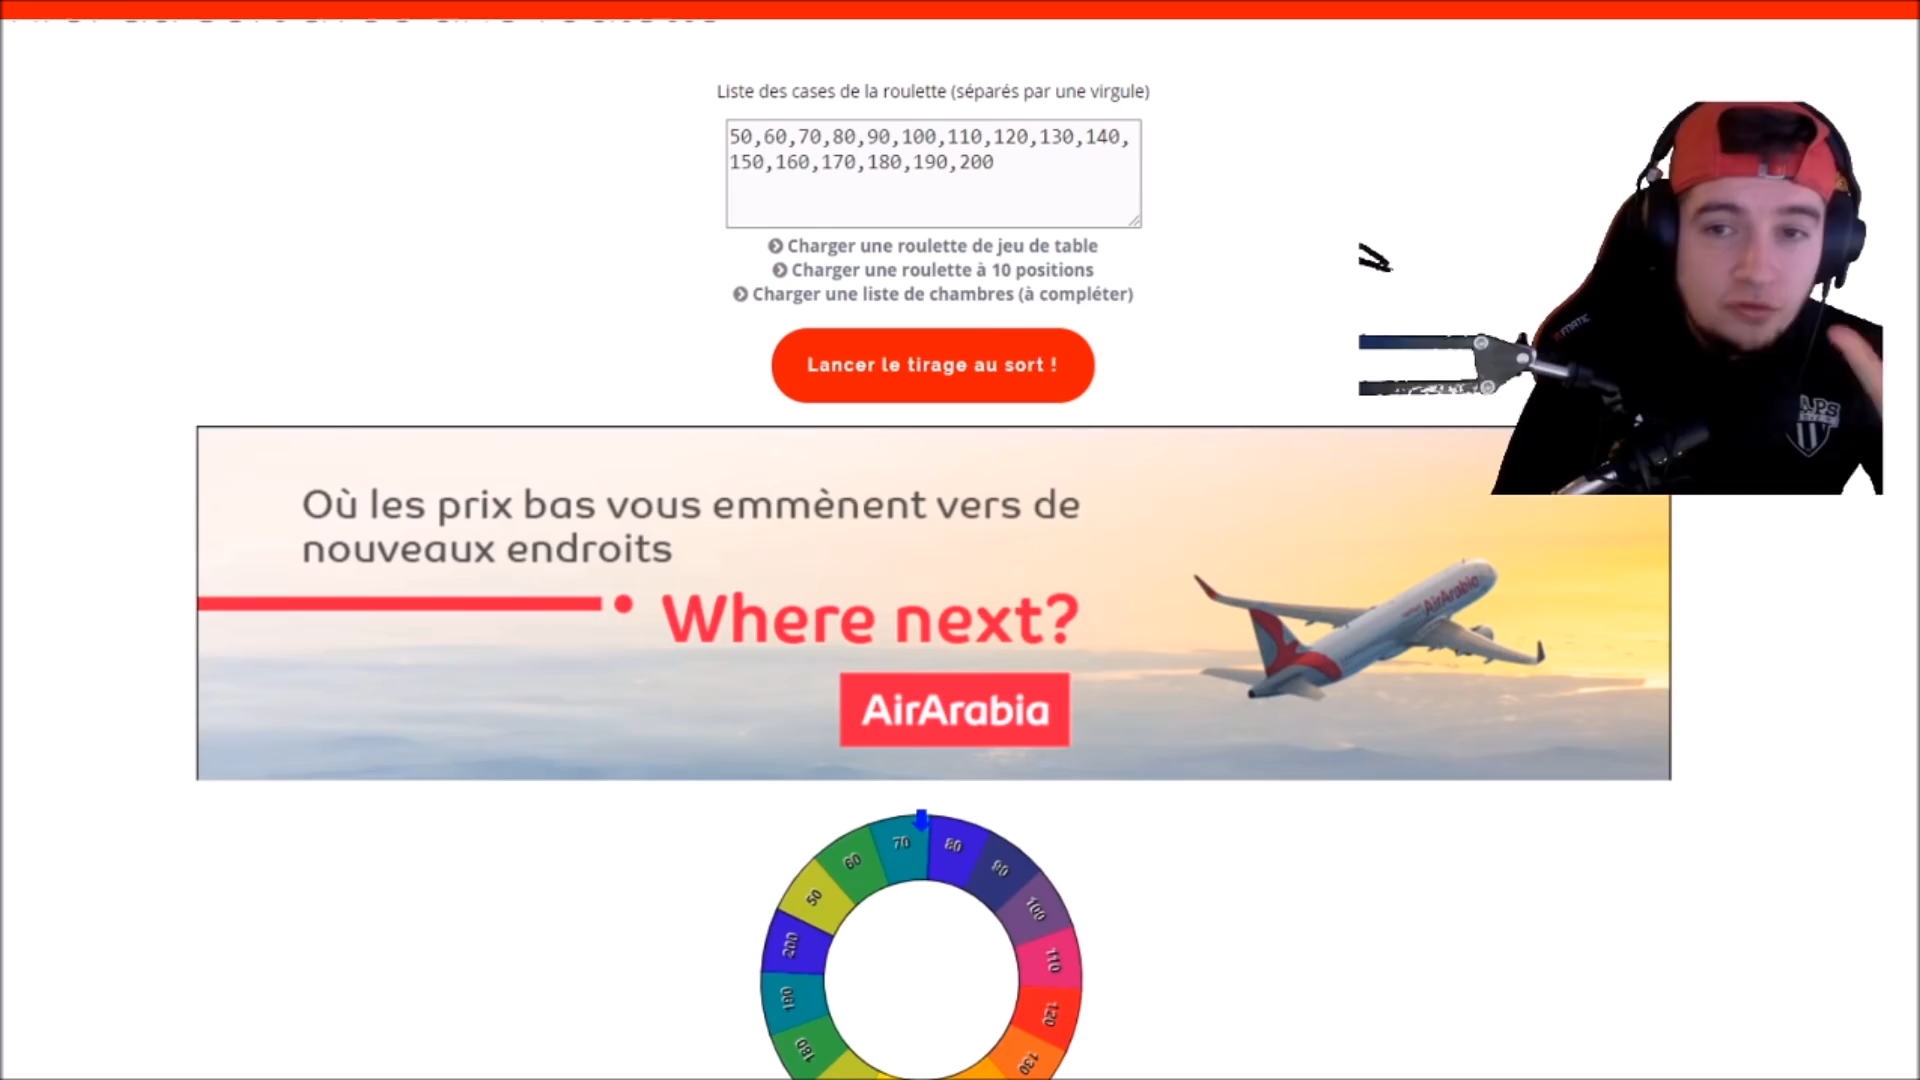 Liste des cases de la roulette (séparés par une virgule)
50,60,70,80,90,100,110,120,130,140,
150,160,170,180,190,200
Charger une roulette de jeu de table
Charger une roulette à 10 positions
Charger une liste de chambres (à compléter)
Lancer le tirage au sort !
APS
Où les prix bas vous emmènent vers de
nouveaux endroits
Where next?
AirArabia
AirArabia
70
80
60
90
50
100
200
110
190
120
180
130